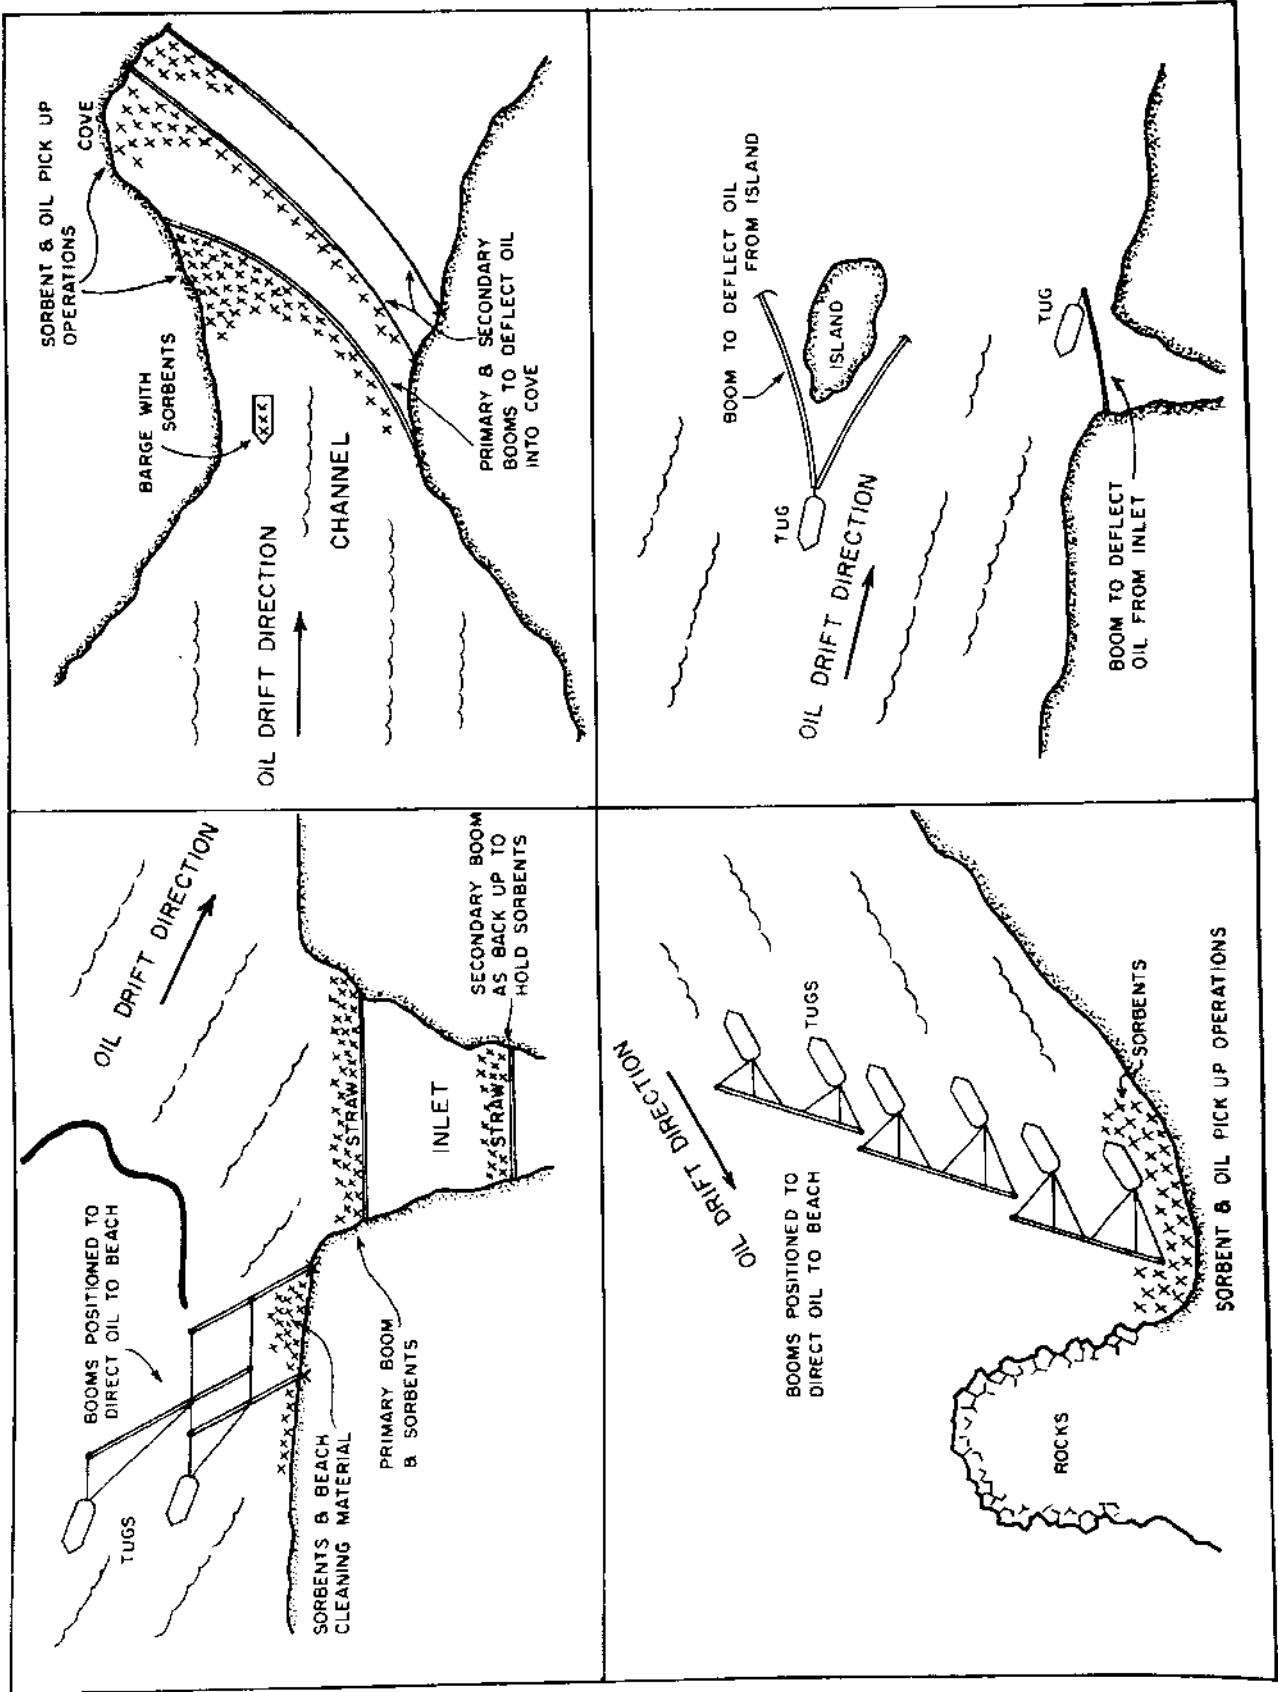 OIL DRIFT DIRECTION
BOOMS POSITIONED TO
DIRECT OIL TO BEACH
TUGS
SORBENTS & BEACH
CLEANING MATERIAL
PRIMARY BOOM
& SORBENTS
STRAW
INLET
STRAW
SECONDARY BOOM
AS BACK UP TO
HOLD SORBENTS
SORBENT & OIL PICK UP
OPERATIONS
COVE
BARGE WITH
SORBENTS
XXX
OIL DRIFT DIRECTION
CHANNEL
PRIMARY & SECONDARY
BOOMS TO DEFLECT OIL
INTO COVE
OIL DRIFT DIRECTION
TUGS
BOOMS POSITIONED TO
DIRECT OIL TO BEACH
SORBENTS
ROCKS
SORBENT & OIL PICK UP OPERATIONS
BOOM TO DEFLECT OIL
FROM ISLAND
ISLAND
TUG
OIL DRIFT DIRECTION
TUG
BOOM TO DEFLECT
OIL FROM INLET